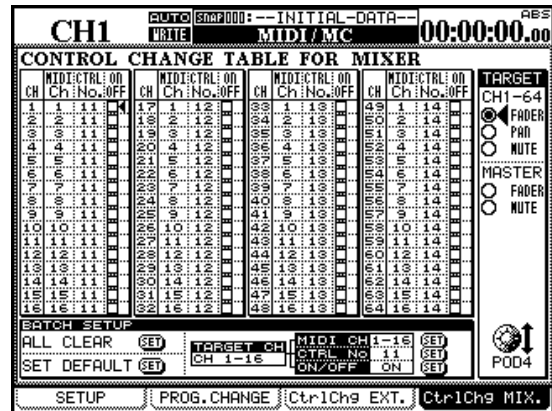 CH1 AUTO WRITE SNAP000:--INITIAL-DATA-- MIDI/MC ABS 00:00:00.00
CONTROL CHANGE TABLE FOR MIXER
CH MIDI Ch CTRL No. ON OFF CH MIDI Ch CTRL No. ON OFF CH MIDI Ch CTRL No. ON OFF CH MIDI Ch CTRL No. ON OFF
1 1 11 17 1 12 33 1 13 49 1 14
2 2 11 18 2 12 34 2 13 50 2 14
3 3 11 19 3 12 35 3 13 51 3 14
4 4 11 20 4 12 36 4 13 52 4 14
5 5 11 21 5 12 37 5 13 53 5 14
6 6 11 22 6 12 38 6 13 54 6 14
7 7 11 23 7 12 39 7 13 55 7 14
8 8 11 24 8 12 40 8 13 56 8 14
9 9 11 25 9 12 41 9 13 57 9 14
10 10 11 26 10 12 42 10 13 58 10 14
11 11 11 27 11 12 43 11 13 59 11 14
12 12 11 28 12 12 44 12 13 60 12 14
13 13 11 29 13 12 45 13 13 61 13 14
14 14 11 30 14 12 46 14 13 62 14 14
15 15 11 31 15 12 47 15 13 63 15 14
16 16 11 32 16 12 48 16 13 64 16 14
TARGET
CH1-64
FADER
PAN
MUTE
MASTER
FADER
MUTE
POD4
BATCH SETUP
ALL CLEAR SET
SET DEFAULT SET
TARGET CH
CH 1-16
MIDI CH 1-16 SET
CTRL No 11 SET
ON/OFF ON SET
SETUP PROG.CHANGE CtrlChg EXT. CtrlChg MIX.